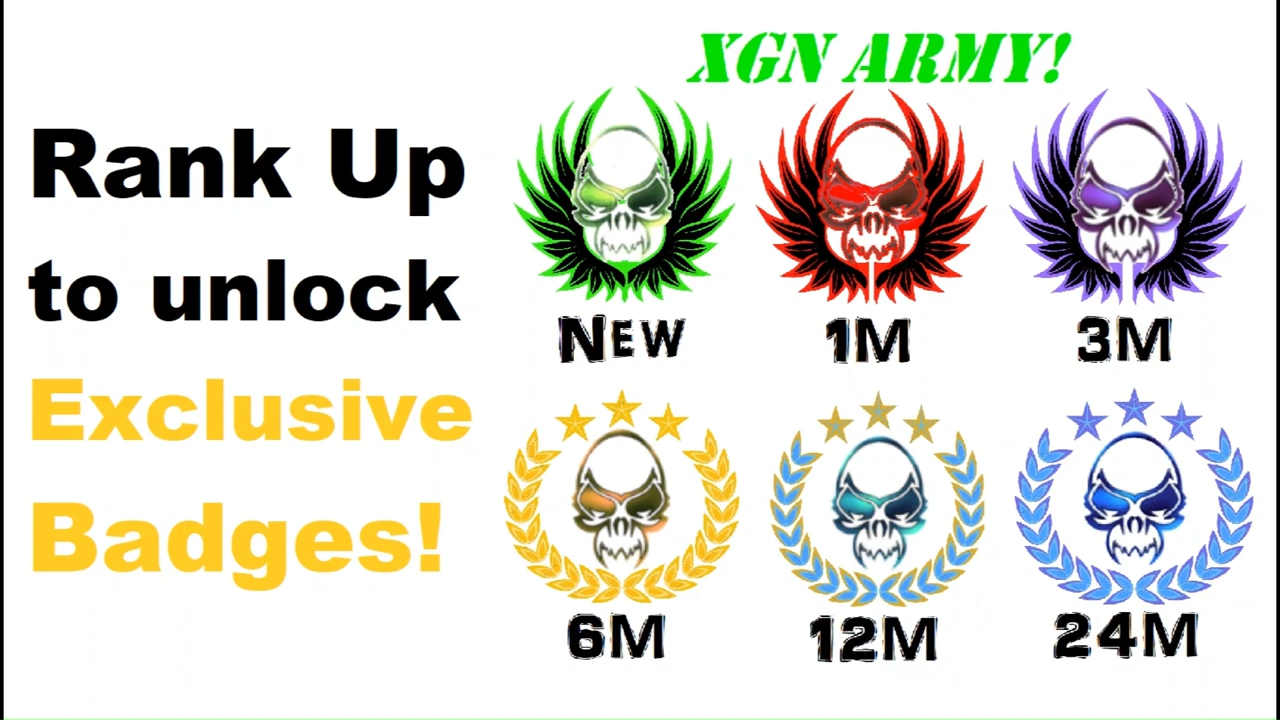 Rank Up
to unlock
Exclusive
Badges!
XGN ARMY!
New
1M
3M
6M
12M
24M